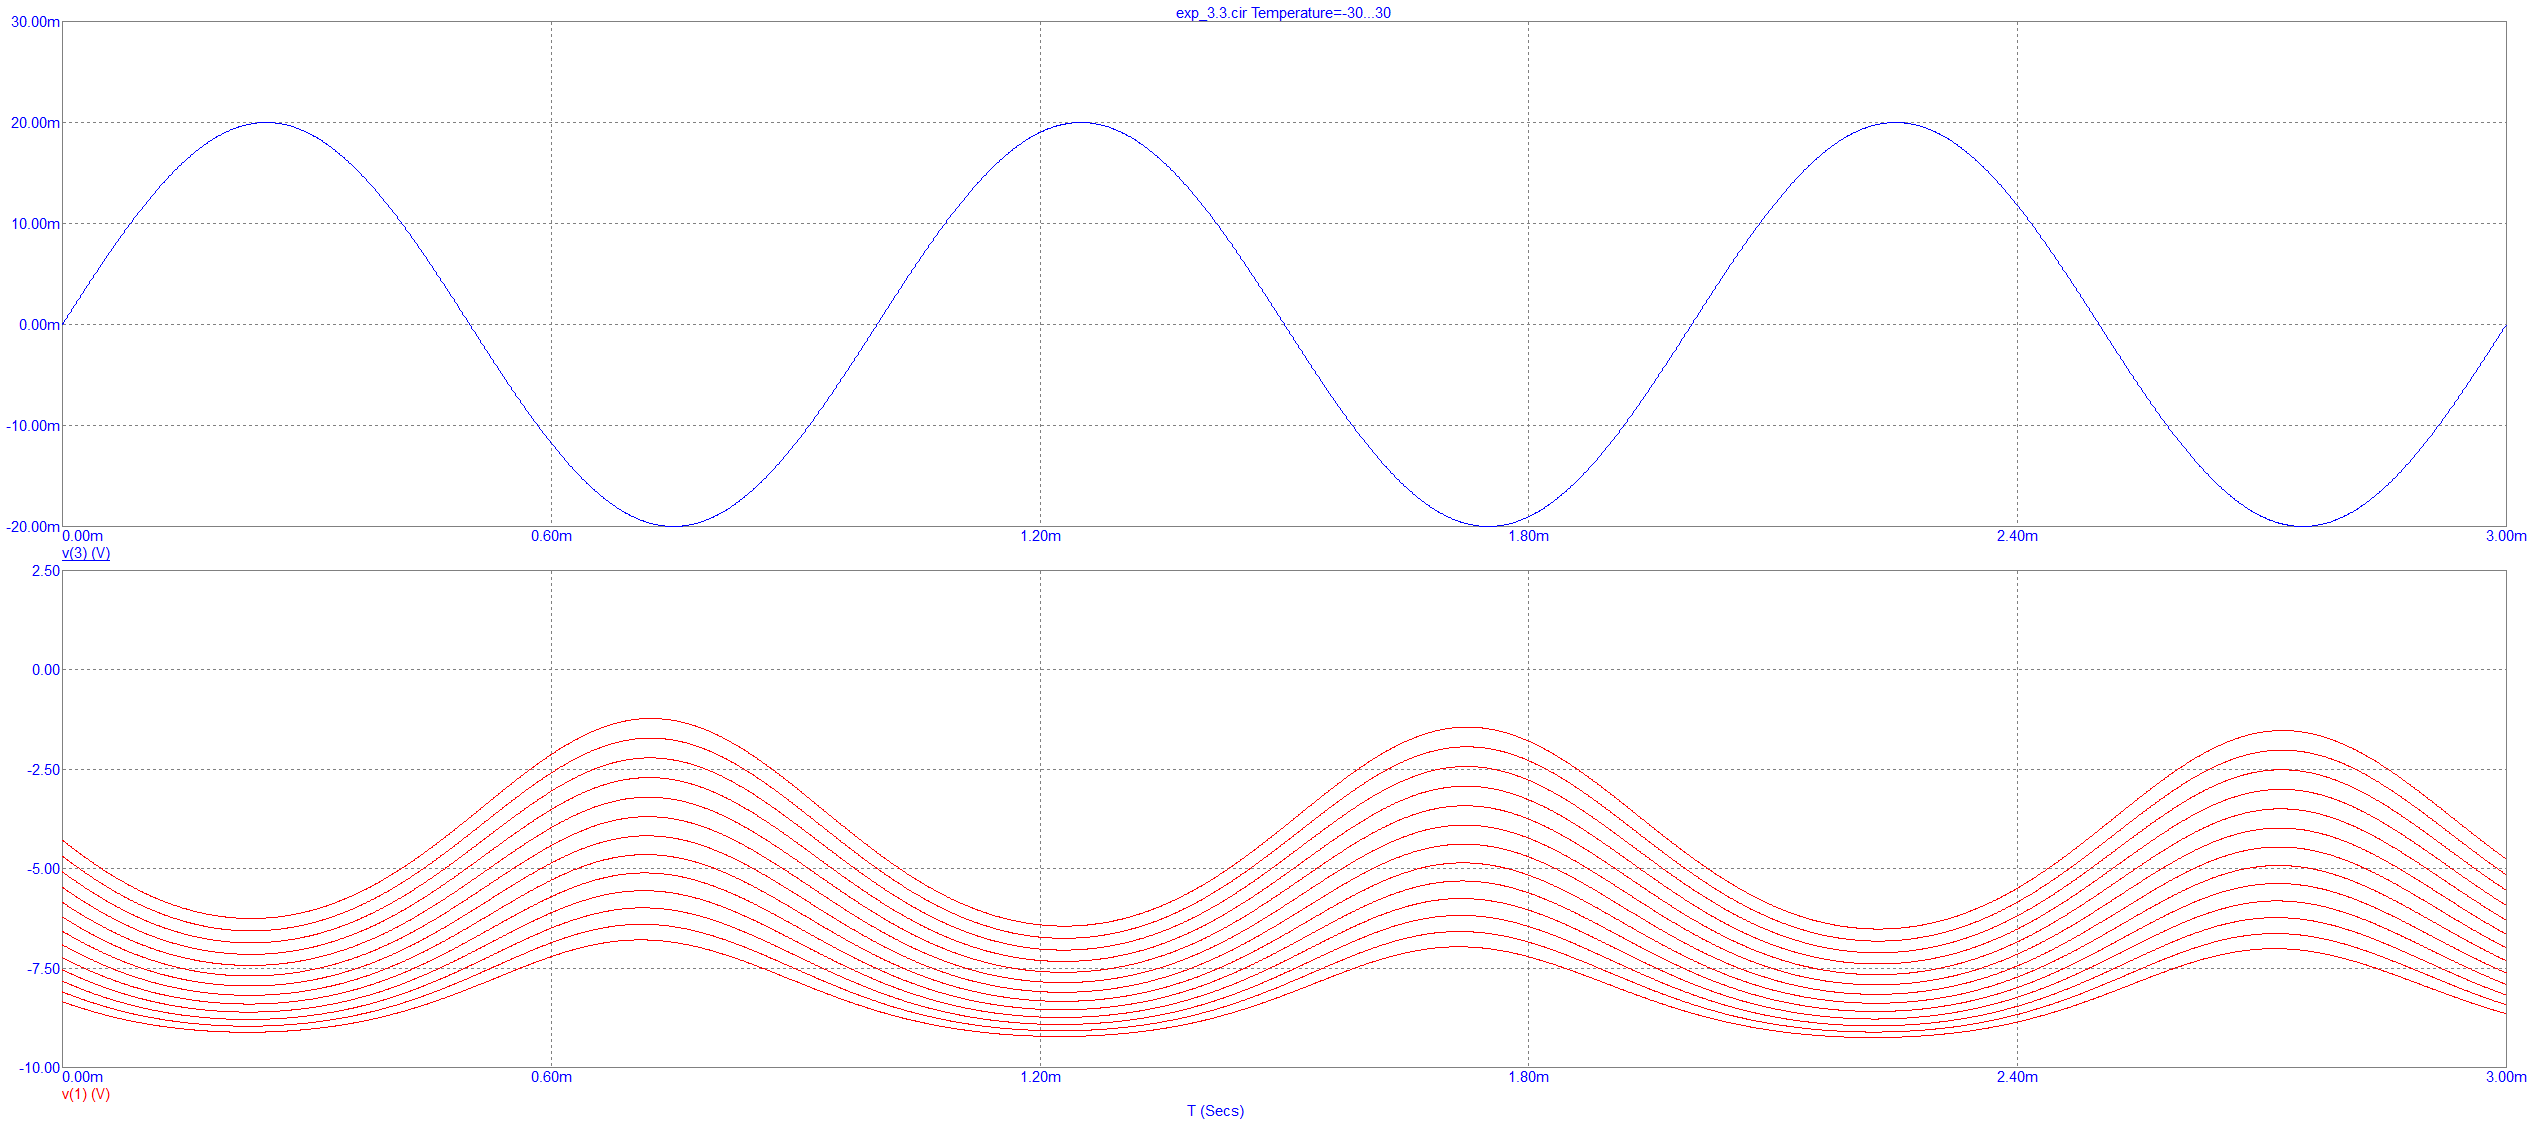 exp_3.3.cir Temperature=-30...30
30.00m
20.00m
10.00m
0.00m
-10.00m
-20.00m
0.00m 0.60m 1.20m 1.80m 2.40m 3.00m
v(3) (V)
2.50
0.00
-2.50
-5.00
-7.50
-10.00
0.00m 0.60m 1.20m 1.80m 2.40m 3.00m
v(1) (V)
T (Secs)